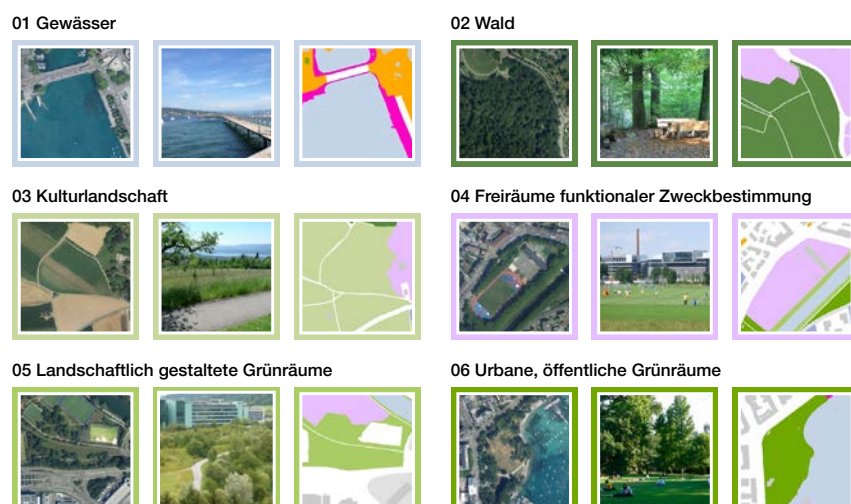 01 Gewässer
02 Wald
03 Kulturlandschaft
04 Freiräume funktionaler Zweckbestimmung
05 Landschaftlich gestaltete Grünräume
06 Urbane, öffentliche Grünräume